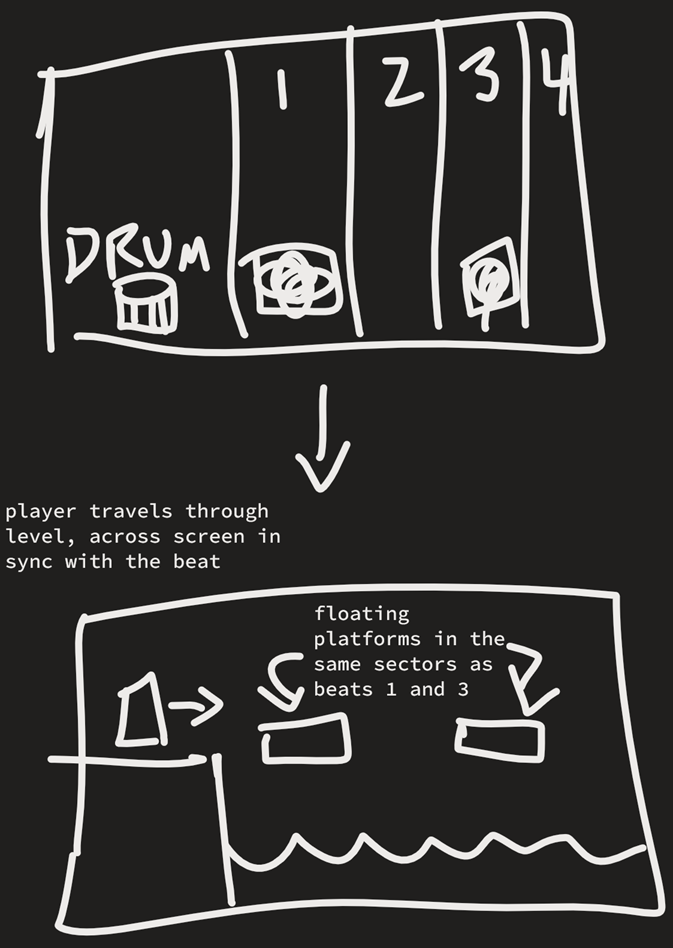 1 2 3 4
DRUM
player travels through
level, across screen in
sync with the beat
floating
platforms in the
same sectors as
beats 1 and 3